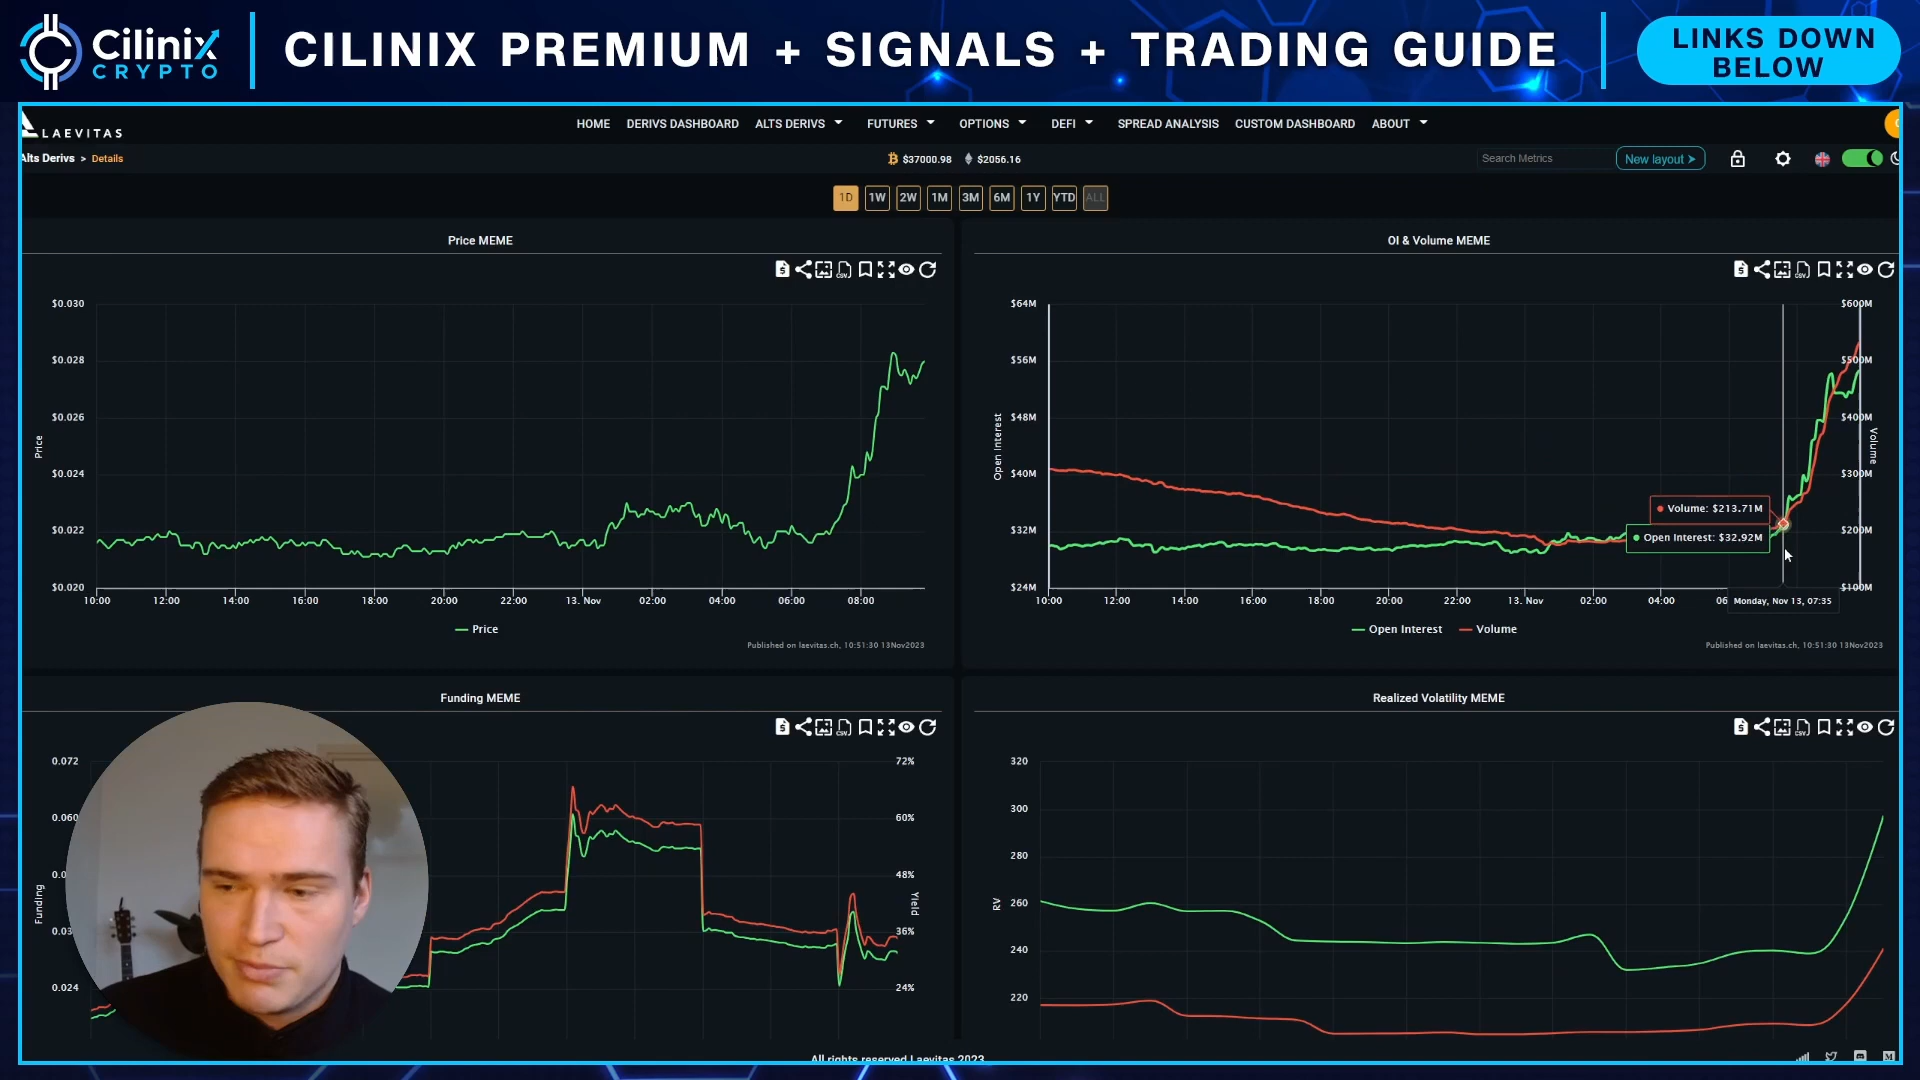 Cilinix
CRYPTO
CILINIX PREMIUM + SIGNALS + TRADING GUIDE
LINKS DOWN
BELOW
LAEVITAS
HOME
DERIVS DASHBOARD
ALTS DERIVS
FUTURES
OPTIONS
DEFI
SPREAD ANALYSIS
CUSTOM DASHBOARD
ABOUT
Alts Derivs > Details
$37000.98
$2056.16
Search Metrics
New layout
1D 1W 2W 1M 3M 6M 1Y YTD ALL
Price MEME
$0.030
$0.028
$0.026
$0.024
$0.022
$0.020
Price
10:00 12:00 14:00 16:00 18:00 20:00 22:00 13. Nov 02:00 04:00 06:00 08:00
Price
Published on laevitas.ch, 10:51:30 13Nov2023
OI & Volume MEME
$64M
$56M
$48M
$40M
$32M
$24M
Open Interest
$600M
$500M
$400M
$300M
$200M
$100M
Volume
Volume: $213.71M
Open Interest: $32.92M
10:00 12:00 14:00 16:00 18:00 20:00 22:00 13. Nov 02:00 04:00 06
Monday, Nov 13, 07:35
Open Interest
Volume
Published on laevitas.ch, 10:51:30 13Nov2023
Funding MEME
0.072
0.060
0.0
0.03
0.024
Funding
72%
60%
48%
36%
24%
Yield
Realized Volatility MEME
320
300
280
260
240
220
RV
All rights reserved Laevitas 2023